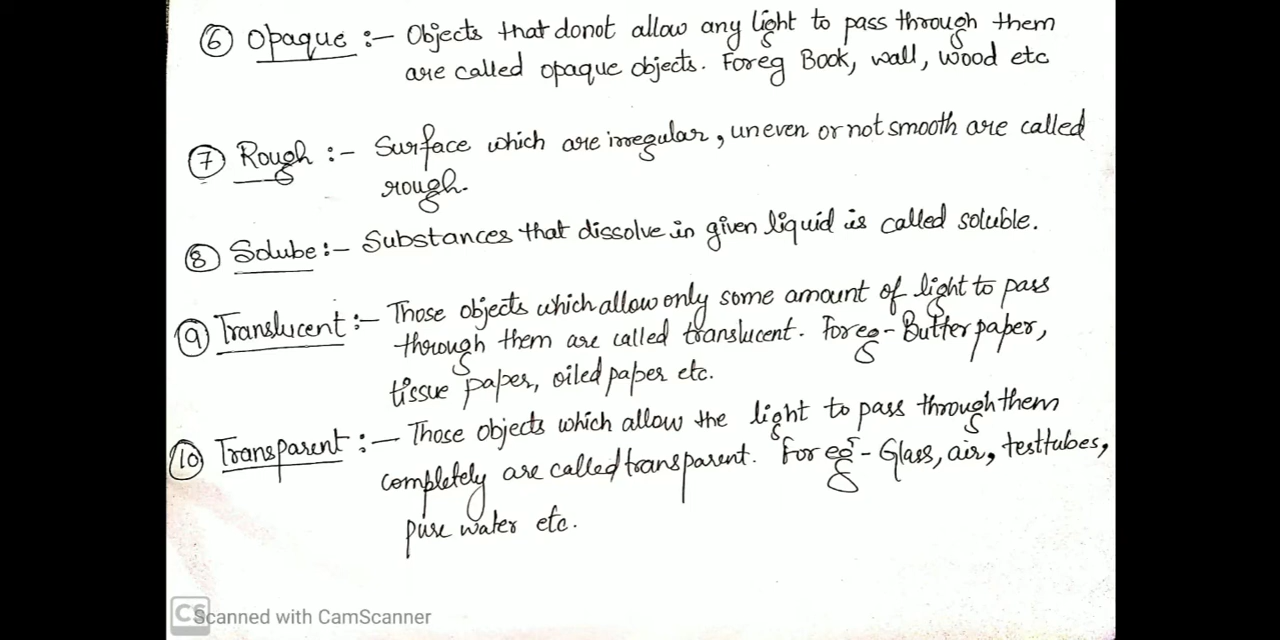 ⑥ Opaque :- Objects that donot allow any light to pass through them
are called opaque objects. Foreg Book, wall, wood etc
⑦ Rough :- Surface which are irregular, uneven or not smooth are called
rough.
⑧ Solube :- Substances that dissolve in given liquid is called soluble.
⑨ Translucent :- Those objects which allow only some amount of light to pass
through them are called translucent. For eg - Butter paper,
tissue paper, oiled paper etc.
⑩ Transparent :- Those objects which allow the light to pass through them
completely are called transparent. For eg - Glass, air, testtubes,
pure water etc.
CS Scanned with CamScanner